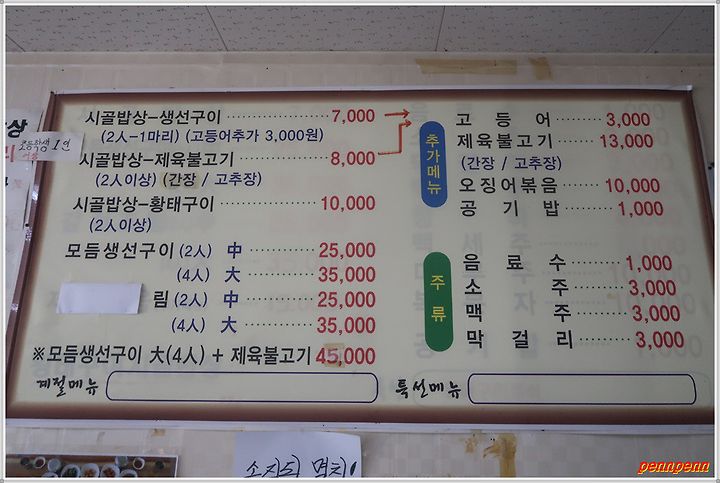 시골밥상-생선구이 7,000
(2人-1마리) (고등어추가 3,000원)
시골밥상-제육불고기 8,000
(2人이상) (간장 / 고추장)
시골밥상-황태구이 10,000
(2人이상)
모듬생선구이 (2人) 中 25,000
(4人) 大 35,000
림 (2人) 中 25,000
(4人) 大 35,000
※모듬생선구이 大(4人) + 제육불고기 45,000
계절메뉴
추가메뉴
고등어 3,000
제육불고기 13,000
(간장 / 고추장)
오징어볶음 10,000
공기밥 1,000
주류
음료수 1,000
소주 3,000
맥주 3,000
막걸리 3,000
특선메뉴
pennpenn